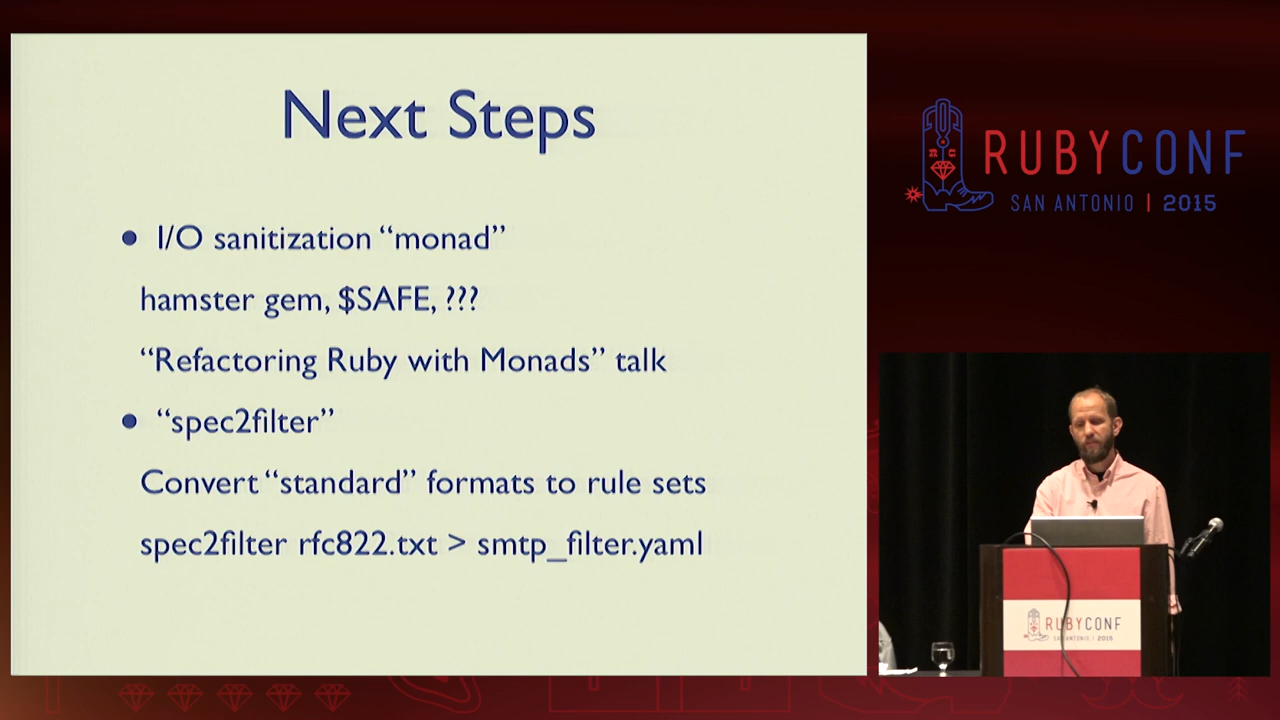 Next Steps
• I/O sanitization “monad”
hamster gem, $SAFE, ???
“Refactoring Ruby with Monads” talk
• “spec2filter”
Convert “standard” formats to rule sets
spec2filter rfc822.txt > smtp_filter.yaml
RUBYCONF
SAN ANTONIO | 2015
RUBYCONF
SAN ANTONIO | 2015